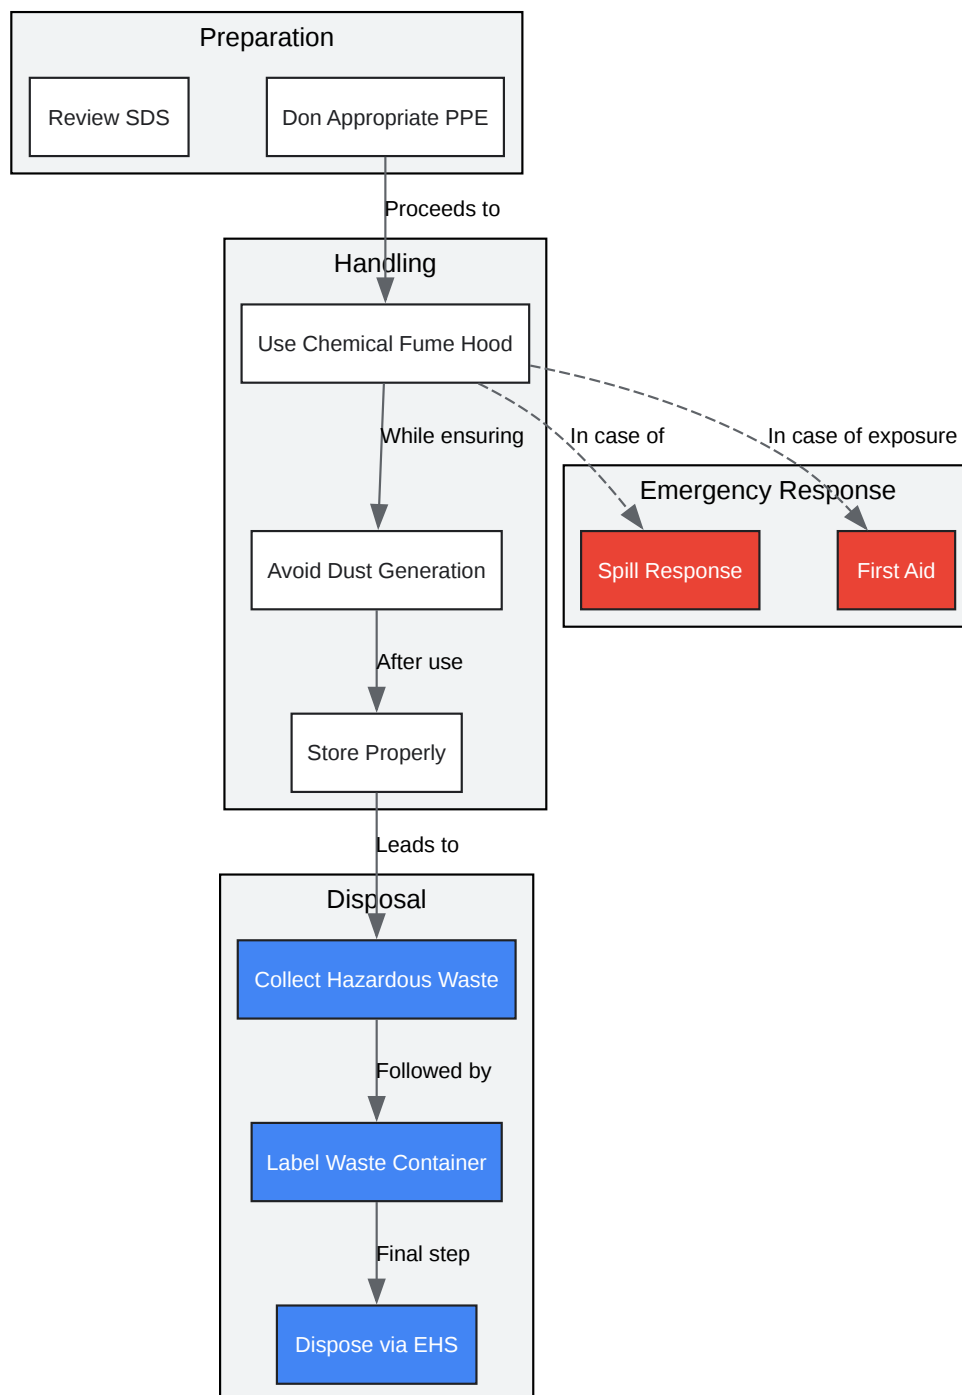 Preparation
Review SDS
Don Appropriate PPE
Proceeds to
Handling
Use Chemical Fume Hood
While ensuring
In case of
In case of exposure
Emergency Response
Avoid Dust Generation
Spill Response
First Aid
After use
Store Properly
Leads to
Disposal
Collect Hazardous Waste
Followed by
Label Waste Container
Final step
Dispose via EHS